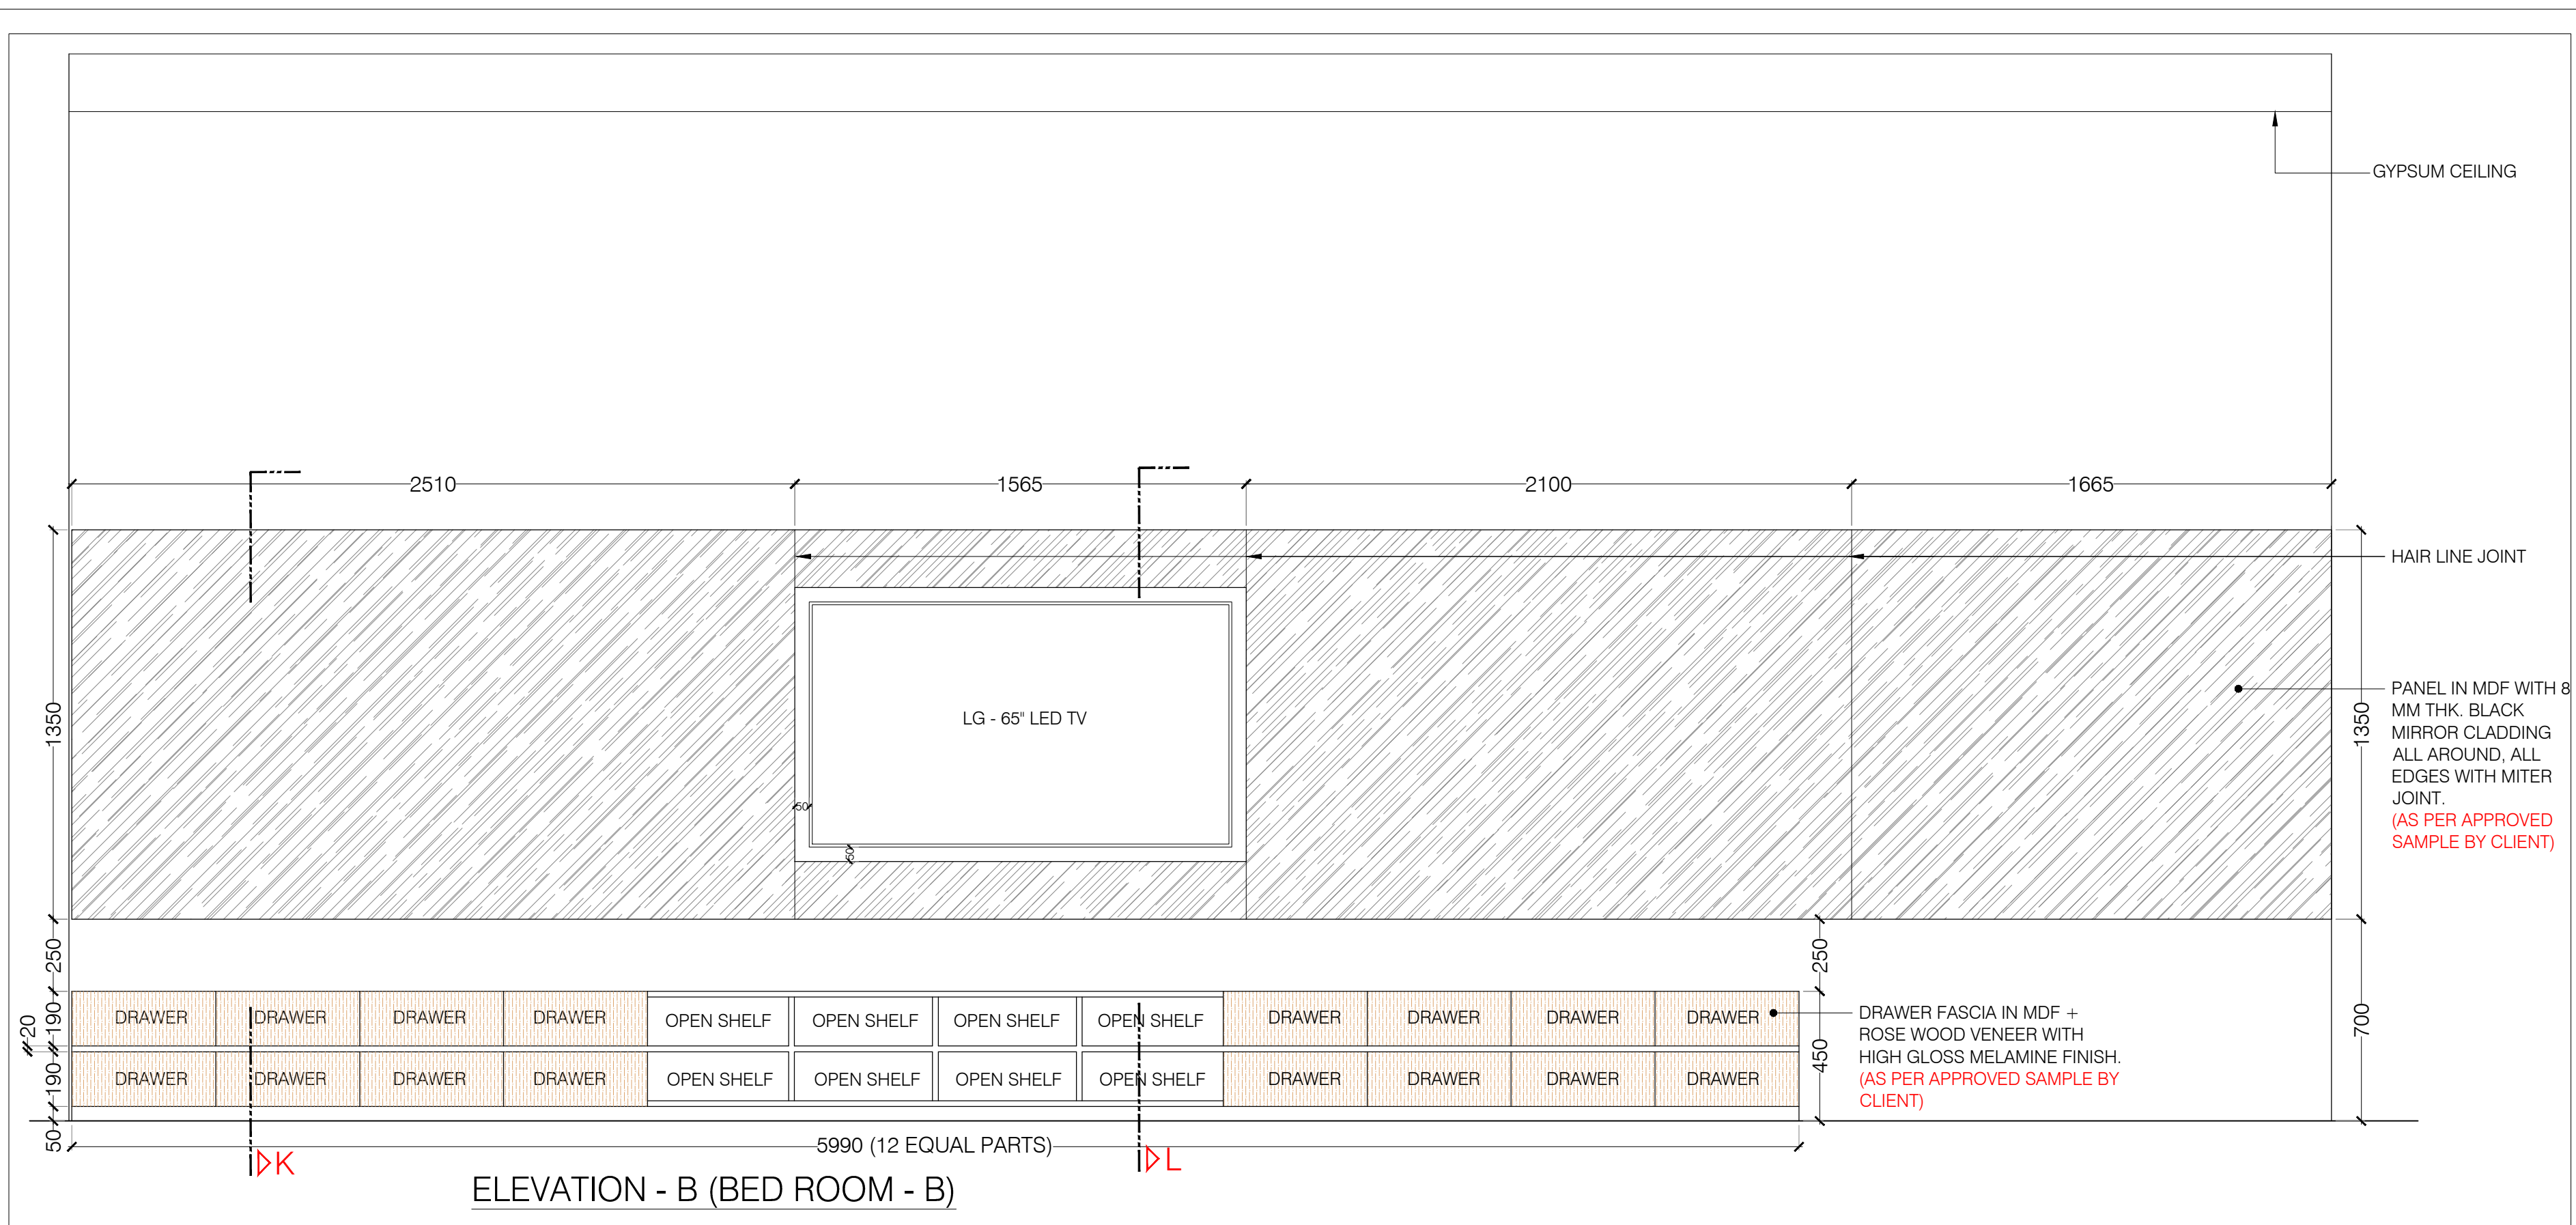 GYPSUM CEILING
2510
1565
2100
1665
HAIR LINE JOINT
1350
LG - 65" LED TV
50
50
1350
PANEL IN MDF WITH 8
MM THK. BLACK
MIRROR CLADDING
ALL AROUND, ALL
EDGES WITH MITER
JOINT.
(AS PER APPROVED
SAMPLE BY CLIENT)
250
250
20
190
DRAWER DRAWER DRAWER DRAWER OPEN SHELF OPEN SHELF OPEN SHELF OPEN SHELF DRAWER DRAWER DRAWER DRAWER
190
DRAWER DRAWER DRAWER DRAWER OPEN SHELF OPEN SHELF OPEN SHELF OPEN SHELF DRAWER DRAWER DRAWER DRAWER
450
DRAWER FASCIA IN MDF +
ROSE WOOD VENEER WITH
HIGH GLOSS MELAMINE FINISH.
(AS PER APPROVED SAMPLE BY
CLIENT)
700
50
5990 (12 EQUAL PARTS)
K
L
ELEVATION - B (BED ROOM - B)